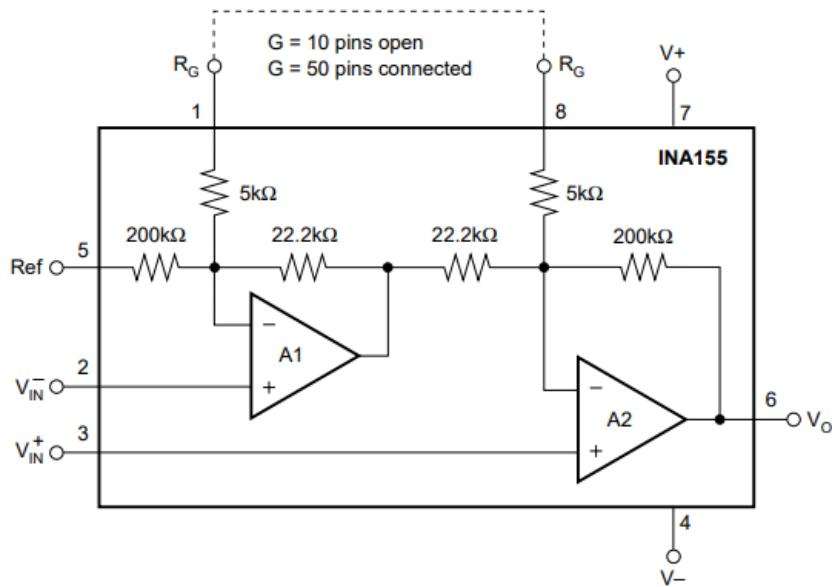 G = 10 pins open
G = 50 pins connected
R_G
R_G
V+
1
8
7
INA155
5kΩ
5kΩ
200kΩ
22.2kΩ
22.2kΩ
200kΩ
Ref
5
−
A1
+
2
V_IN^−
3
V_IN^+
−
A2
+
6
V_O
4
V–